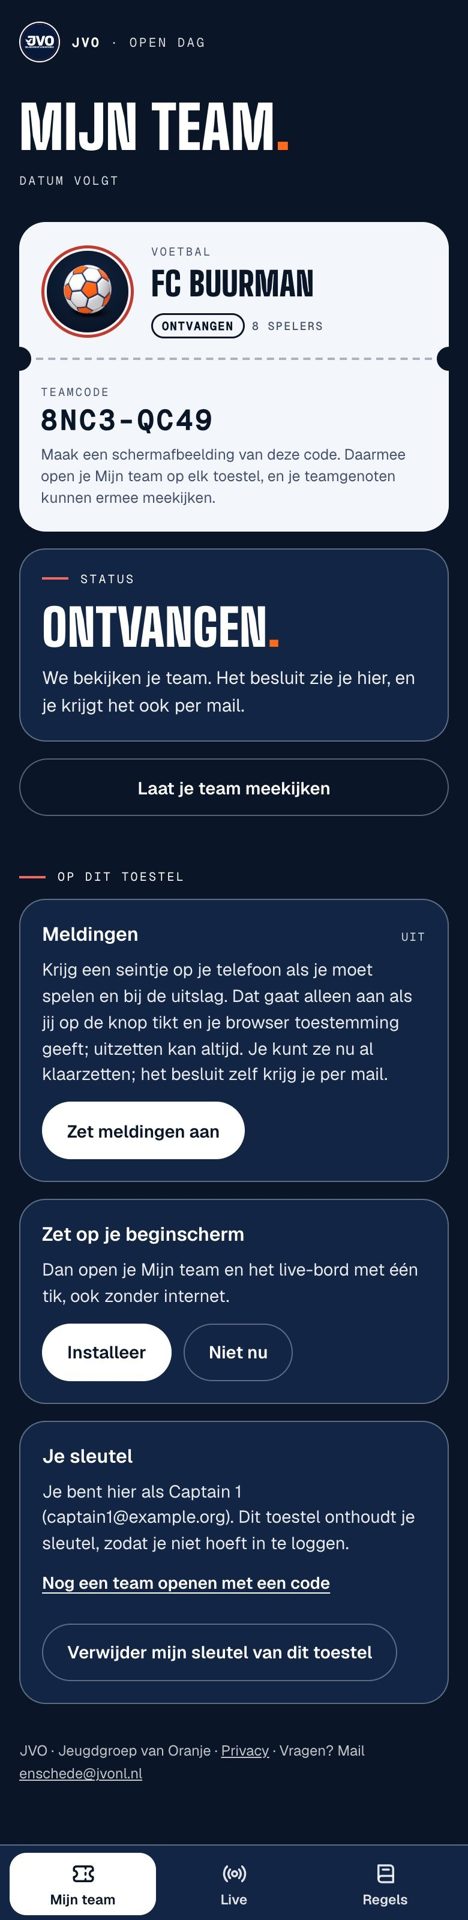 JVO
JVO · OPEN DAG
MIJN TEAM.
DATUM VOLGT
VOETBAL
FC BUURMAN
ONTVANGEN 8 SPELERS
TEAMCODE
8NC3-QC49
Maak een schermafbeelding van deze code. Daarmee
open je Mijn team op elk toestel, en je teamgenoten
kunnen ermee meekijken.
STATUS
ONTVANGEN.
We bekijken je team. Het besluit zie je hier, en
je krijgt het ook per mail.
Laat je team meekijken
OP DIT TOESTEL
Meldingen UIT
Krijg een seintje op je telefoon als je moet
spelen en bij de uitslag. Dat gaat alleen aan als
jij op de knop tikt en je browser toestemming
geeft; uitzetten kan altijd. Je kunt ze nu al
klaarzetten; het besluit zelf krijg je per mail.
Zet meldingen aan
Zet op je beginscherm
Dan open je Mijn team en het live-bord met één
tik, ook zonder internet.
Installeer Niet nu
Je sleutel
Je bent hier als Captain 1
(captain1@example.org). Dit toestel onthoudt je
sleutel, zodat je niet hoeft in te loggen.
Nog een team openen met een code
Verwijder mijn sleutel van dit toestel
JVO · Jeugdgroep van Oranje · Privacy · Vragen? Mail
enschede@jvonl.nl
Mijn team Live Regels